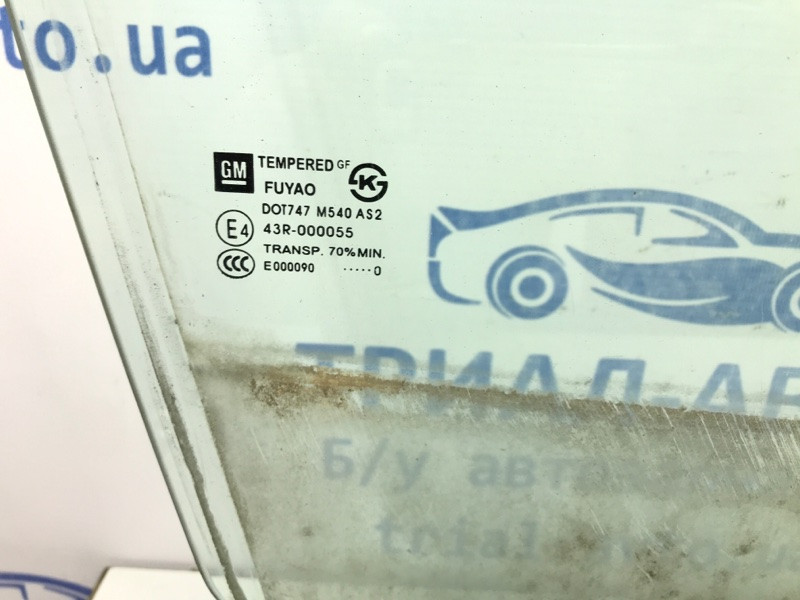 to.ua
GM TEMPERED GF
FUYAO
DOT747 M540 AS2
E4 43R-000055
TRANSP. 70%MIN.
CCC E000090 .....0
ТРИАЛ-АВ
Б/у авто
trial